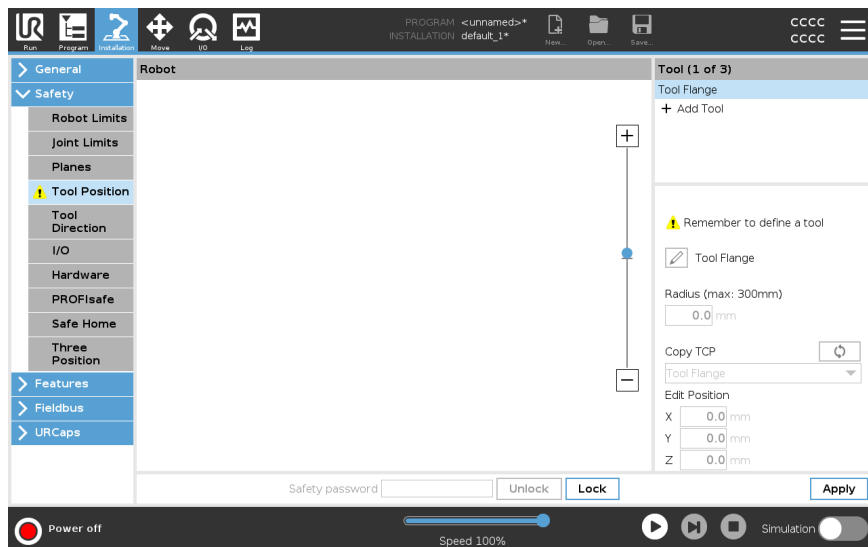 PROGRAM <unnamed>*
INSTALLATION default_1*
CCCC
CCCC
Run Program Installation Move I/O Log New... Open... Save...
General
Safety
Robot Limits
Joint Limits
Planes
Tool Position
Tool
Direction
I/O
Hardware
PROFIsafe
Safe Home
Three
Position
Features
Fieldbus
URCaps
Robot
Tool (1 of 3)
Tool Flange
Add Tool
Remember to define a tool
Tool Flange
Radius (max: 300mm)
0.0 mm
Copy TCP
Tool Flange
Edit Position
X 0.0 mm
Y 0.0 mm
Z 0.0 mm
Safety password Unlock Lock Apply
Power off
Speed 100%
Simulation